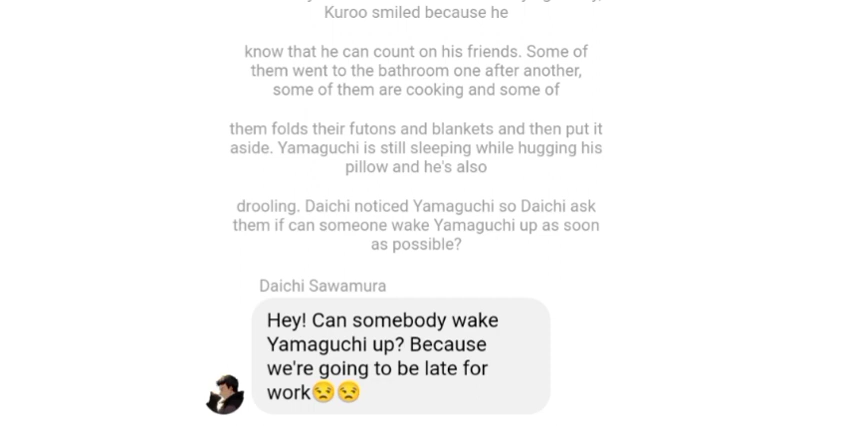 Kuroo smiled because he
know that he can count on his friends. Some of
them went to the bathroom one after another,
some of them are cooking and some of
them folds their futons and blankets and then put it
aside. Yamaguchi is still sleeping while hugging his
pillow and he's also
drooling. Daichi noticed Yamaguchi so Daichi ask
them if can someone wake Yamaguchi up as soon
as possible?
Daichi Sawamura
Hey! Can somebody wake
Yamaguchi up? Because
we're going to be late for
work😒😒